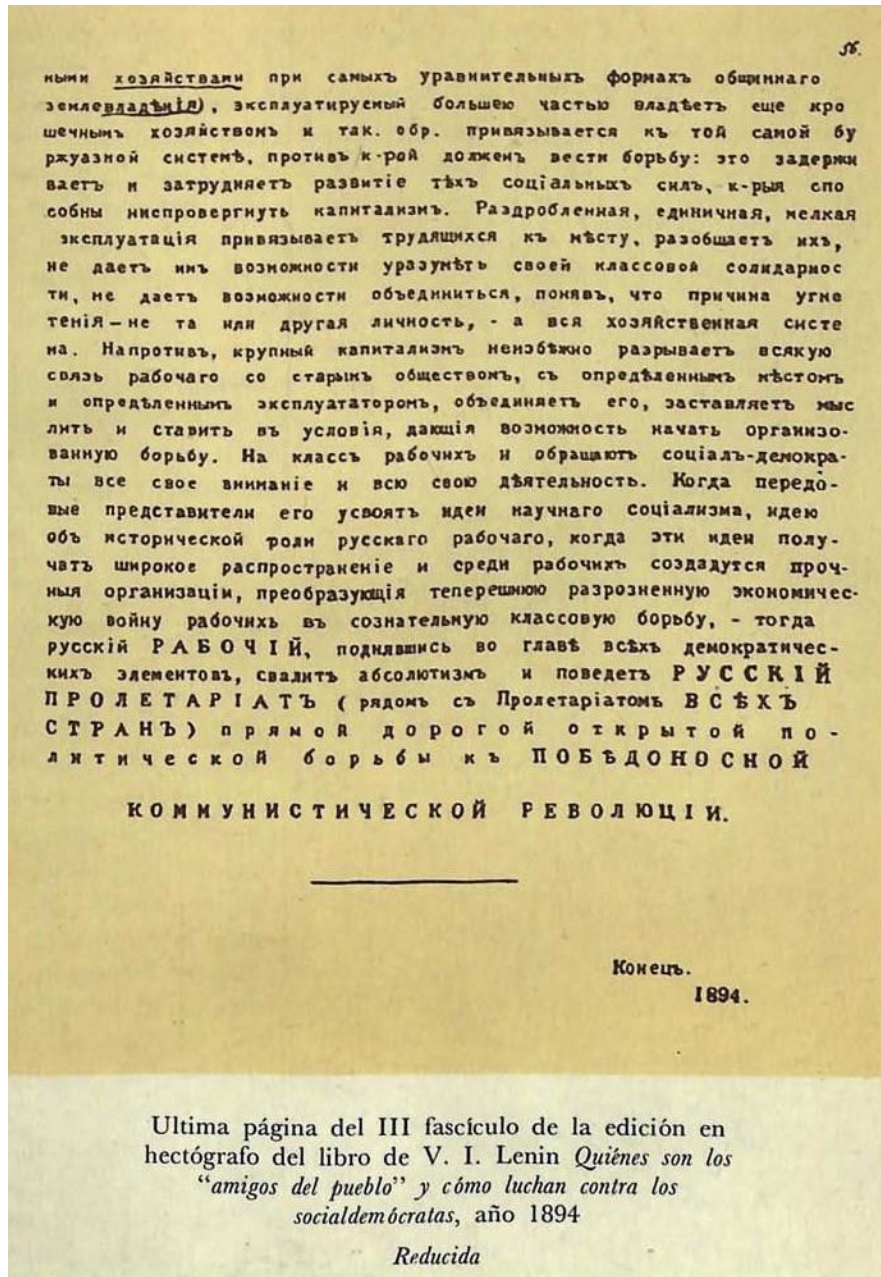 56.
ными хозяйствами при самыхъ уравнительныхъ формахъ общиннаго
землевладѣнія), эксплуатируемый большею частью владѣетъ еще кро
шечнымъ хозяйствомъ и так. обр. привязывается къ той самой бу
ржуазной системѣ, противъ к-рой долженъ вести борьбу: это задержи
ваетъ и затрудняетъ развитіе тѣхъ соціальныхъ силъ, к-рыя спо
собны ниспровергнуть капитализмъ. Раздробленная, единичная, мелкая
эксплуатація привязываетъ трудящихся къ мѣсту, разобщаетъ ихъ,
не даетъ имъ возможности уразумѣть своей классовой солидарнос
ти, не даетъ возможности объединиться, понявъ, что причина угне
тенія – не та или другая личность, - а вся хозяйственная систе
ма. Напротивъ, крупный капитализмъ неизбѣжно разрываетъ всякую
связь рабочаго со старымъ обществомъ, съ опредѣленнымъ мѣстомъ
и опредѣленнымъ эксплуататоромъ, объединяетъ его, заставляетъ мыс
лить и ставитъ въ условія, дающія возможность начать организо-
ванную борьбу. На классъ рабочихъ и обращаютъ соціалъ-демокра-
ты все свое вниманіе и всю свою дѣятельность. Когда передо-
вые представители его усвоятъ идеи научнаго соціализма, идею
объ исторической роли русскаго рабочаго, когда эти идеи полу-
чатъ широкое распространеніе и среди рабочихъ создадутся проч-
ныя организаціи, преобразующія теперешнюю разрозненную экономичес-
кую войну рабочихъ въ сознательную классовую борьбу, - тогда
русскій РАБОЧІЙ, поднявшись во главѣ всѣхъ демократичес-
кихъ элементовъ, свалитъ абсолютизмъ и поведетъ РУССКІЙ
ПРОЛЕТАРІАТЪ (рядомъ съ Пролетаріатомъ ВСѢХЪ
СТРАНЪ) прямой дорогой открытой по-
литической борьбы къ ПОБѢДОНОСНОЙ
КОММУНИСТИЧЕСКОЙ РЕВОЛЮЦІИ.
Конецъ.
1894.
Ultima página del III fascículo de la edición en
hectógrafo del libro de V. I. Lenin Quiénes son los
“amigos del pueblo” y cómo luchan contra los
socialdemócratas, año 1894
Reducida